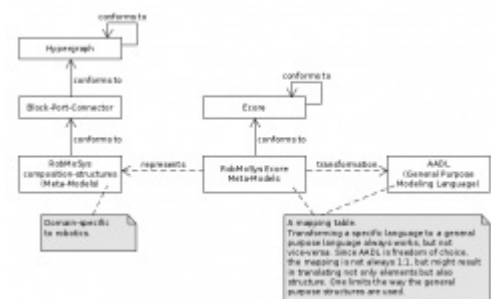 conforms to
Hypergraph
conforms to
conforms to
Block-Port-Connector
Ecore
conforms to
conforms to
RobMoSys
composition-structures
(Meta-Models)
represents
RobMoSys Ecore
Meta-Models
transformation
AADL
(General Purpose
Modeling Language)
Domain-specific
to robotics.
A mapping table.
Transforming a specific language to a general
purpose language always works, but not
vice-versa. Since AADL is freedom of choice,
the mapping is not always 1:1, but might result
in translating not only elements but also
structure. One limits the way the general
purpose structures are used.